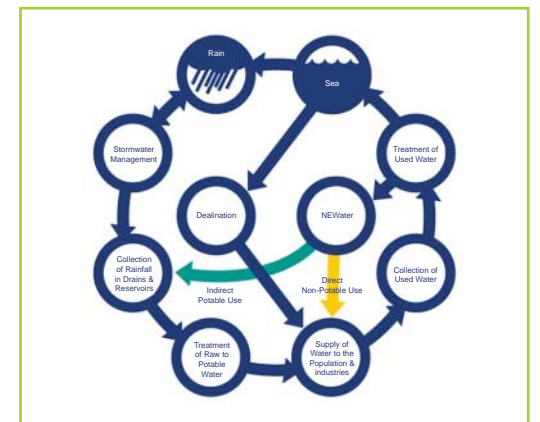 Rain
Sea
Stormwater
Management
Treatment of
Used Water
Dealination
NEWater
Collection
of Rainfall
in Drains &
Reservoirs
Indirect
Potable Use
Direct
Non-Potable Use
Collection of
Used Water
Treatment
of Raw to
Potable
Water
Supply of
Water to the
Population &
industries